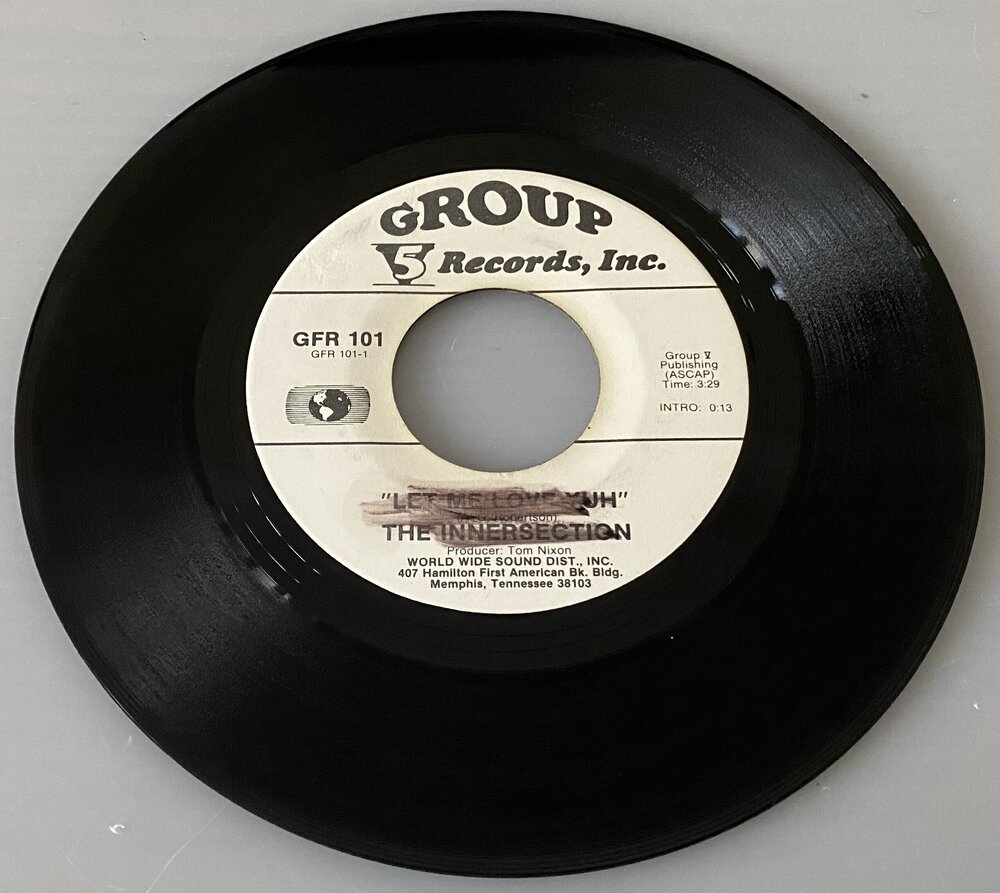 GROUP
5 Records, Inc.
GFR 101
GFR 101-1
Group V
Publishing
(ASCAP)
Time: 3:29
INTRO: 0:13
"LET ME LOVE YUH"
THE INNERSECTION
Producer: Tom Nixon
WORLD WIDE SOUND DIST., INC.
407 Hamilton First American Bk. Bldg.
Memphis, Tennessee 38103